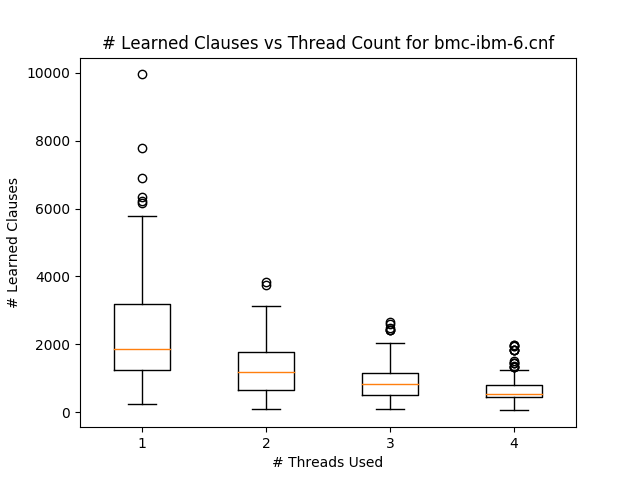 # Learned Clauses vs Thread Count for bmc-ibm-6.cnf
10000
8000
6000
4000
2000
0
# Learned Clauses
1 2 3 4
# Threads Used